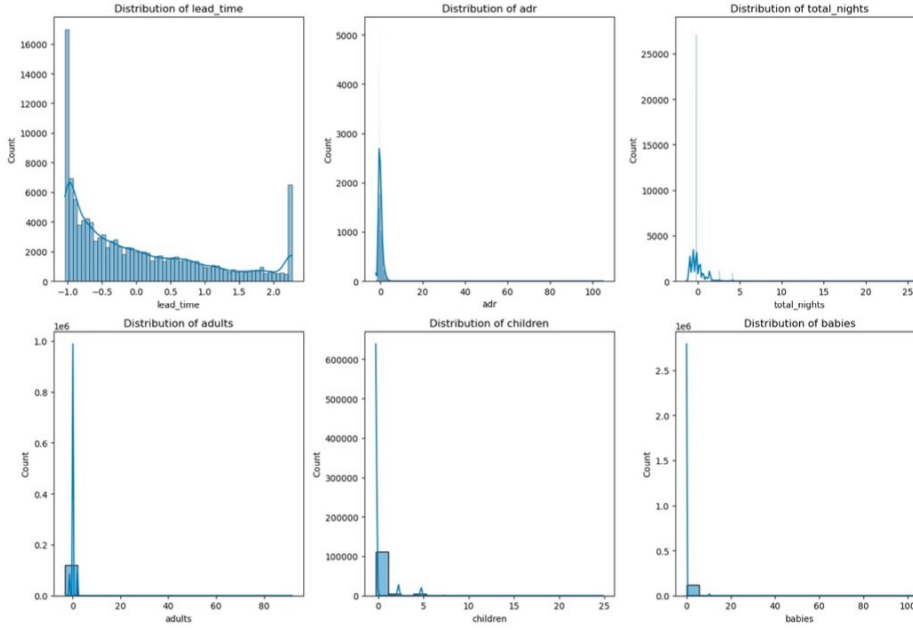 Distribution of lead_time
Distribution of adr
Distribution of total_nights
16000
14000
12000
10000
8000
6000
4000
2000
0
Count
−1.0 −0.5 0.0 0.5 1.0 1.5 2.0
lead_time
5000
4000
3000
2000
1000
0
Count
0 20 40 60 80 100
adr
25000
20000
15000
10000
5000
0
Count
0 5 10 15 20 25
total_nights
Distribution of adults
Distribution of children
Distribution of babies
1e6
1.0
0.8
0.6
0.4
0.2
0.0
Count
0 20 40 60 80
adults
600000
500000
400000
300000
200000
100000
0
Count
0 5 10 15 20 25
children
1e6
2.5
2.0
1.5
1.0
0.5
0.0
Count
0 20 40 60 80 100
babies